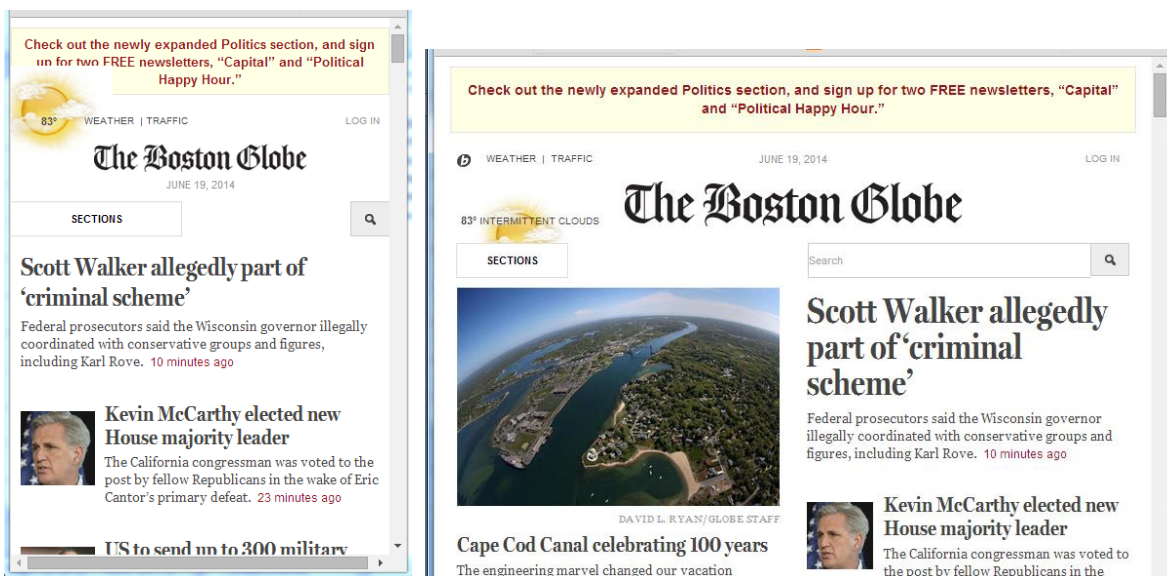 Check out the newly expanded Politics section, and sign
up for two FREE newsletters, “Capital” and “Political
Happy Hour.”
83° WEATHER | TRAFFIC LOG IN
The Boston Globe
JUNE 19, 2014
SECTIONS
Scott Walker allegedly part of
‘criminal scheme’
Federal prosecutors said the Wisconsin governor illegally
coordinated with conservative groups and figures,
including Karl Rove. 10 minutes ago
Kevin McCarthy elected new
House majority leader
The California congressman was voted to the
post by fellow Republicans in the wake of Eric
Cantor’s primary defeat. 23 minutes ago
US to send up to 300 military
Check out the newly expanded Politics section, and sign up for two FREE newsletters, “Capital”
and “Political Happy Hour.”
b WEATHER | TRAFFIC JUNE 19, 2014 LOG IN
The Boston Globe
83° INTERMITTENT CLOUDS
SECTIONS
Search
DAVID L. RYAN/GLOBE STAFF
Cape Cod Canal celebrating 100 years
The engineering marvel changed our vacation
Scott Walker allegedly
part of ‘criminal
scheme’
Federal prosecutors said the Wisconsin governor
illegally coordinated with conservative groups and
figures, including Karl Rove. 10 minutes ago
Kevin McCarthy elected new
House majority leader
The California congressman was voted to
the post by fellow Republicans in the